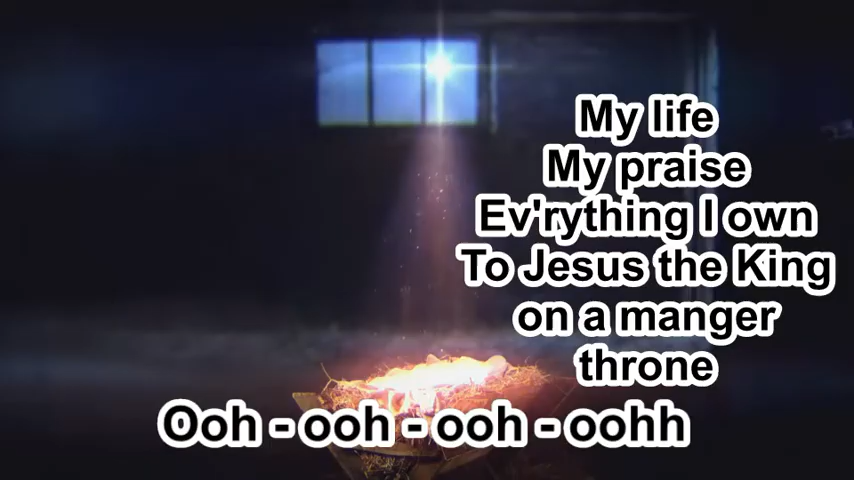 My life
My praise
Ev'rything I own
To Jesus the King
on a manger
throne
Ooh - ooh - ooh - oohh